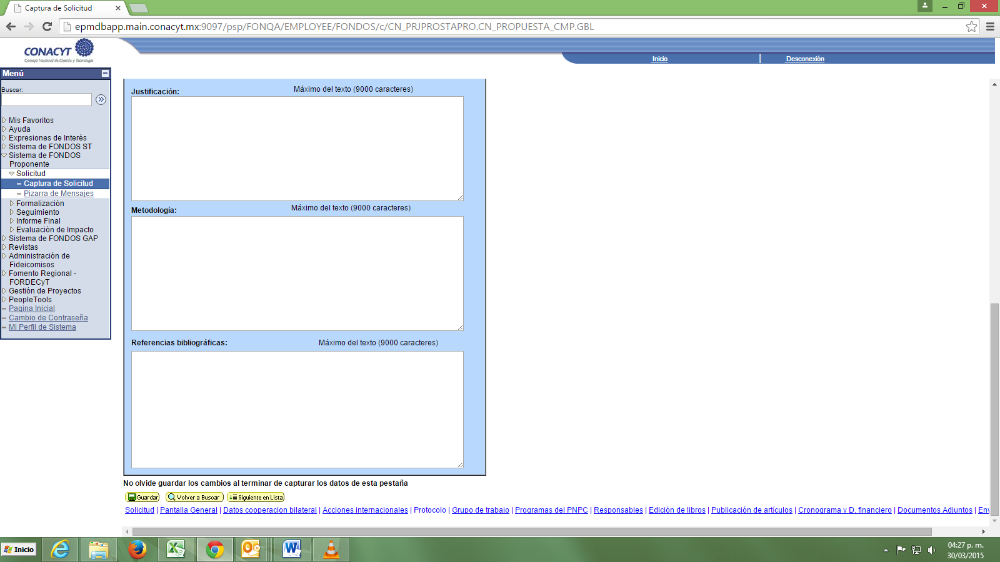 Captura de Solicitud
epmdbapp.main.conacyt.mx:9097/psp/FONQA/EMPLOYEE/FONDOS/c/CN_PRJPROSTAPRO.CN_PROPUESTA_CMP.GBL
CONACYT
Consejo Nacional de Ciencia y Tecnología
Inicio
Desconexión
Menú
Buscar:
Mis Favoritos
Ayuda
Expresiones de Interés
Sistema de FONDOS ST
Sistema de FONDOS
Proponente
Solicitud
Captura de Solicitud
Pizarra de Mensajes
Formalización
Seguimiento
Informe Final
Evaluación de Impacto
Sistema de FONDOS GAP
Revistas
Administración de
Fideicomisos
Fomento Regional -
FORDECyT
Gestión de Proyectos
PeopleTools
Pagina Inicial
Cambio de Contraseña
Mi Perfil de Sistema
Justificación: Máximo del texto (9000 caracteres)
Metodología: Máximo del texto (9000 caracteres)
Referencias bibliográficas: Máximo del texto (9000 caracteres)
No olvide guardar los cambios al terminar de capturar los datos de esta pestaña
Guardar Volver a Buscar Siguiente en Lista
Solicitud | Pantalla General | Datos cooperacion bilateral | Acciones internacionales | Protocolo | Grupo de trabajo | Programas del PNPC | Responsables | Edición de libros | Publicación de artículos | Cronograma y D. financiero | Documentos Adjuntos | Env
Inicio
04:27 p. m.
30/03/2015